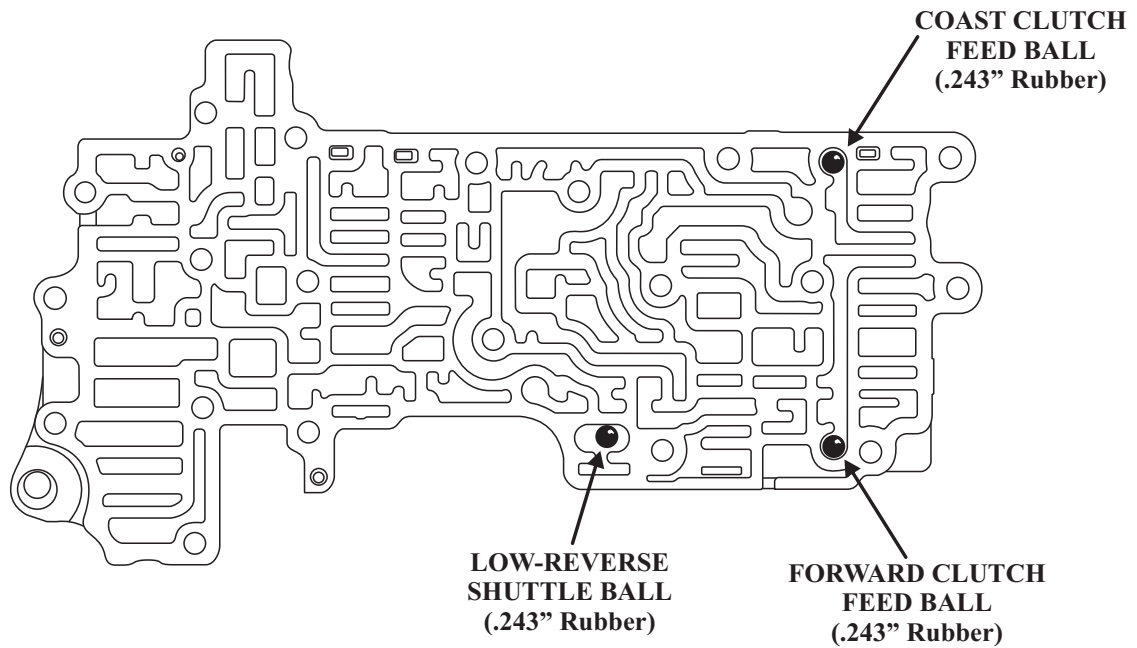 COAST CLUTCH
FEED BALL
(.243” Rubber)
LOW-REVERSE
SHUTTLE BALL
(.243” Rubber)
FORWARD CLUTCH
FEED BALL
(.243” Rubber)